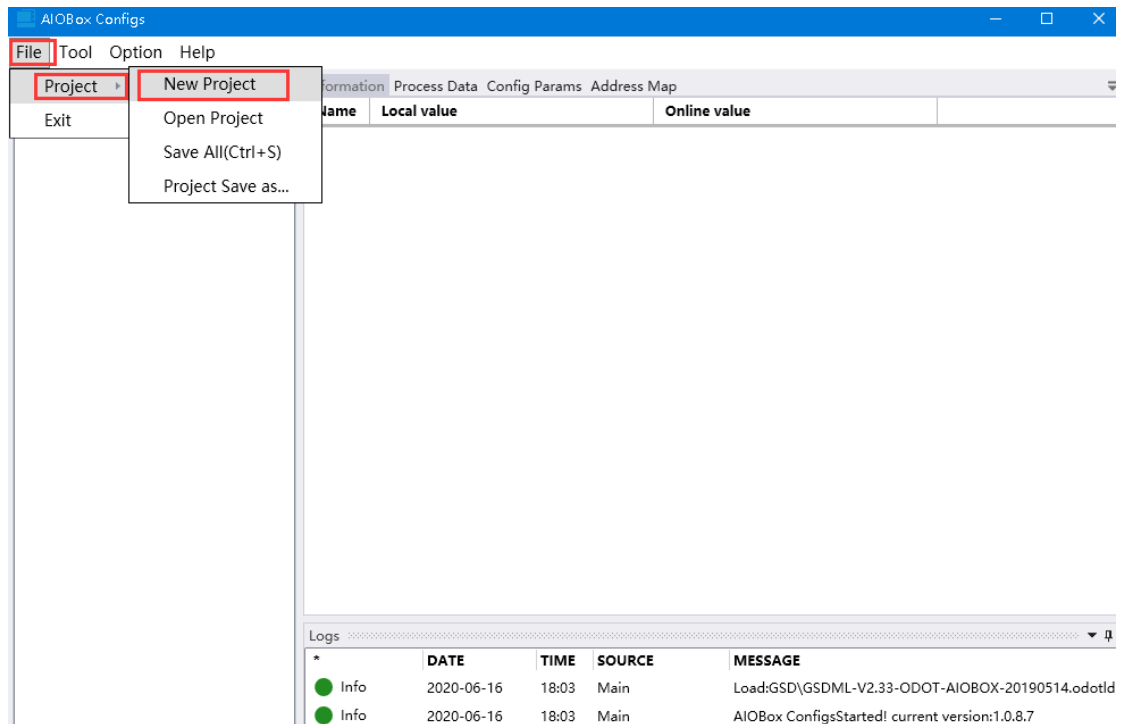 AIOBox Configs
File Tool Option Help
Project New Project
Exit Open Project
Save All(Ctrl+S)
Project Save as...
formation Process Data Config Params Address Map
Name Local value Online value
Logs
* DATE TIME SOURCE MESSAGE
Info 2020-06-16 18:03 Main Load:GSD\GSDML-V2.33-ODOT-AIOBOX-20190514.odotld
Info 2020-06-16 18:03 Main AIOBox ConfigsStarted! current version:1.0.8.7